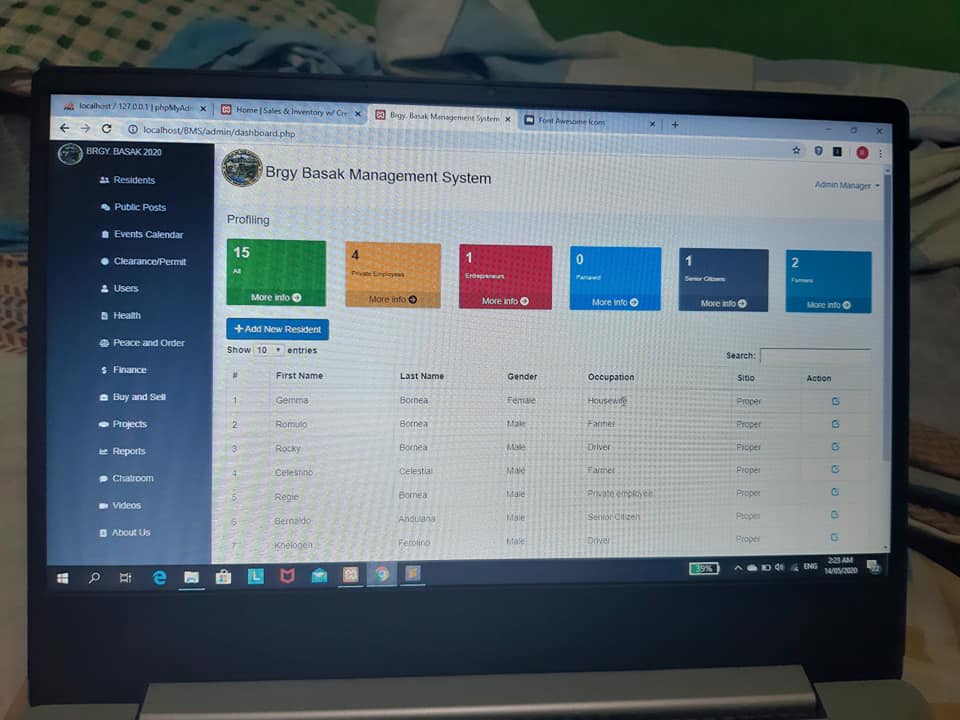 localhost / 127.0.0.1 | phpMyAdm
Home | Sales & Inventory w/ Cre
Brgy. Basak Management System
Font Awesome Icons
localhost/BMS/admin/dashboard.php
BRGY. BASAK 2020
Residents
Public Posts
Events Calendar
Clearance/Permit
Users
Health
Peace and Order
Finance
Buy and Sell
Projects
Reports
Chatroom
Videos
About Us
Brgy Basak Management System
Admin Manager
Profiling
15
All
More info
4
Private Employees
More info
1
Entrepreneurs
More info
0
More info
1
Senior Citizens
More info
2
Farmers
More info
Add New Resident
Show 10 entries
Search:
# First Name Last Name Gender Occupation Sitio Action
1 Gemma Bornea Female Housewife Proper
2 Romulo Bornea Male Farmer Proper
3 Rocky Bornea Male Driver Proper
4 Celestino Celestial Male Farmer Proper
5 Regie Bornea Male Private employee Proper
6 Bernaldo Andulana Male Senior Citizen Proper
7 Khelogen Ferolino Male Driver Proper
39%
ENG
2:23 AM
14/05/2020
22